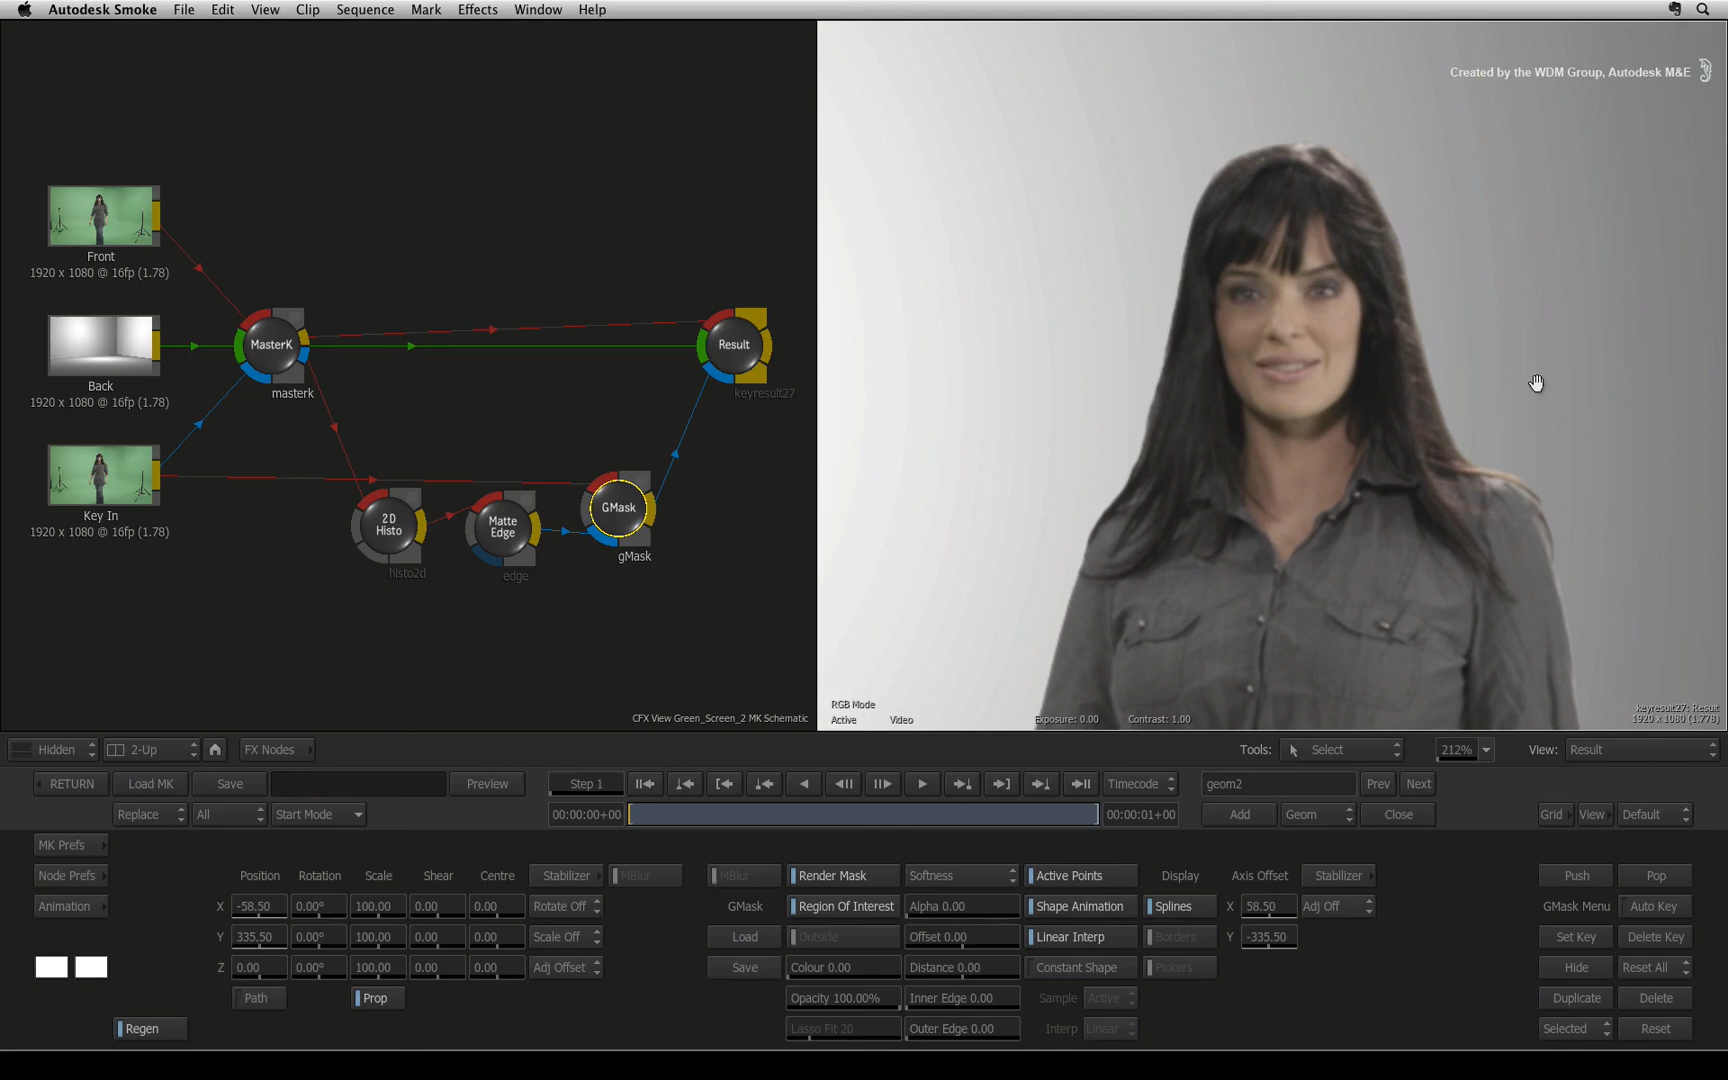 Autodesk Smoke File Edit View Clip Sequence Mark Effects Window Help
Created by the WDM Group, Autodesk M&E
Front
1920 x 1080 @ 16fp (1.78)
Back
1920 x 1080 @ 16fp (1.78)
Key In
1920 x 1080 @ 16fp (1.78)
MasterK
masterk
Result
keyresult27
2D
Histo
histo2d
Matte
Edge
edge
GMask
gMask
CFX View Green_Screen_2 MK Schematic
RGB Mode
Active Video Exposure: 0.00 Contrast: 1.00
keyresult27: Result
1920 x 1080 (1.778)
Hidden 2-Up FX Nodes Tools: Select 212% View: Result
RETURN Load MK Save Preview Step 1 Timecode geom2 Prev Next
Replace All Start Mode 00:00:00+00 00:00:01+00 Add Geom Close Grid View Default
MK Prefs
Node Prefs Position Rotation Scale Shear Centre Stabilizer MBlur MBlur Render Mask Softness Active Points Display Axis Offset Stabilizer Push Pop
Animation X -58.50 0.00° 100.00 0.00 0.00 Rotate Off GMask Region Of Interest Alpha 0.00 Shape Animation Splines X 58.50 Adj Off GMask Menu Auto Key
Y 335.50 0.00° 100.00 0.00 0.00 Scale Off Load Outside Offset 0.00 Linear Interp Borders Y -335.50 Set Key Delete Key
Z 0.00 0.00° 100.00 0.00 0.00 Adj Offset Save Colour 0.00 Distance 0.00 Constant Shape Pickers Hide Reset All
Path Prop Opacity 100.00% Inner Edge 0.00 Sample Active Duplicate Delete
Regen Lasso Fit 20 Outer Edge 0.00 Interp Linear Selected Reset